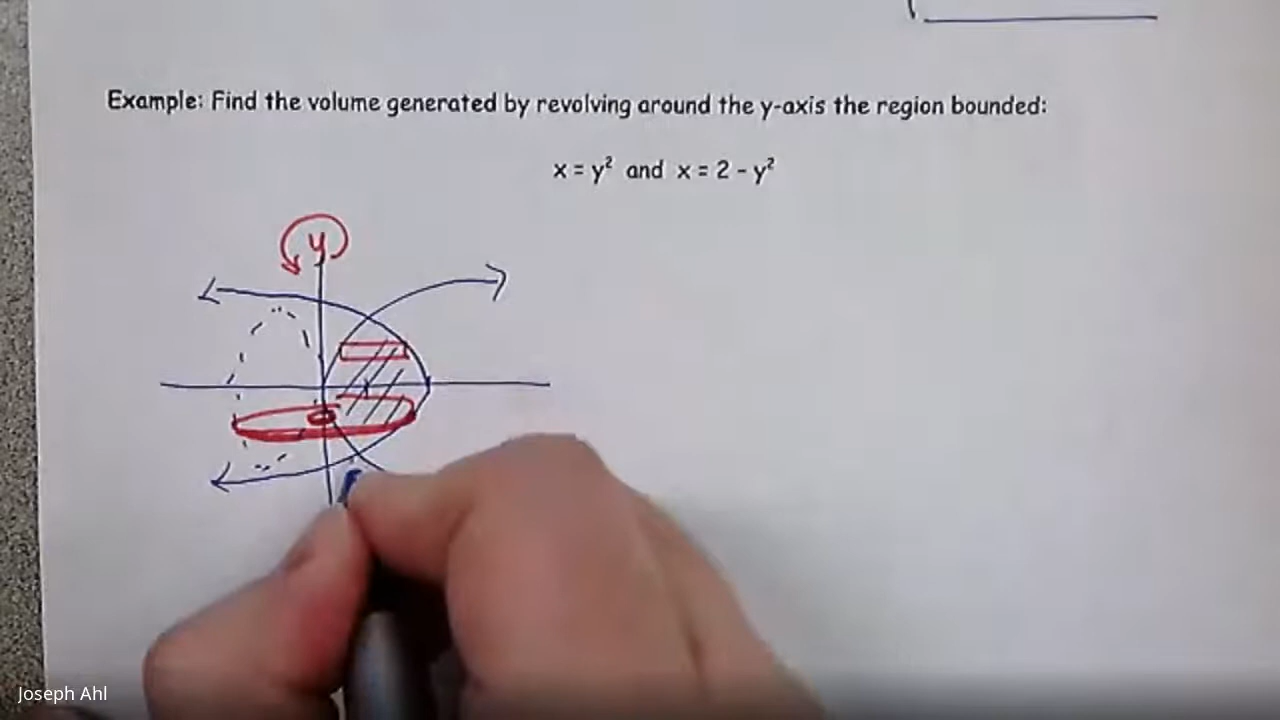 Example: Find the volume generated by revolving around the y-axis the region bounded:
x = y² and x = 2 - y²
y
Joseph Ahl